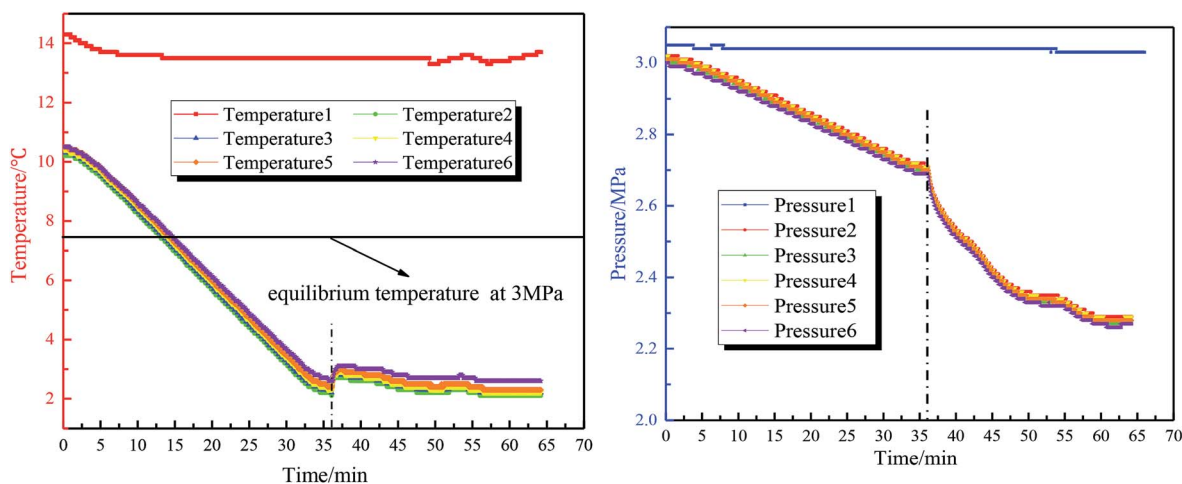 14
12
10
8
6
4
2
Temperature/℃
Temperature1 Temperature2
Temperature3 Temperature4
Temperature5 Temperature6
equilibrium temperature at 3MPa
0 5 10 15 20 25 30 35 40 45 50 55 60 65 70
Time/min
3.0
2.8
2.6
2.4
2.2
2.0
Pressure/MPa
Pressure1
Pressure2
Pressure3
Pressure4
Pressure5
Pressure6
0 5 10 15 20 25 30 35 40 45 50 55 60 65 70
Time/min